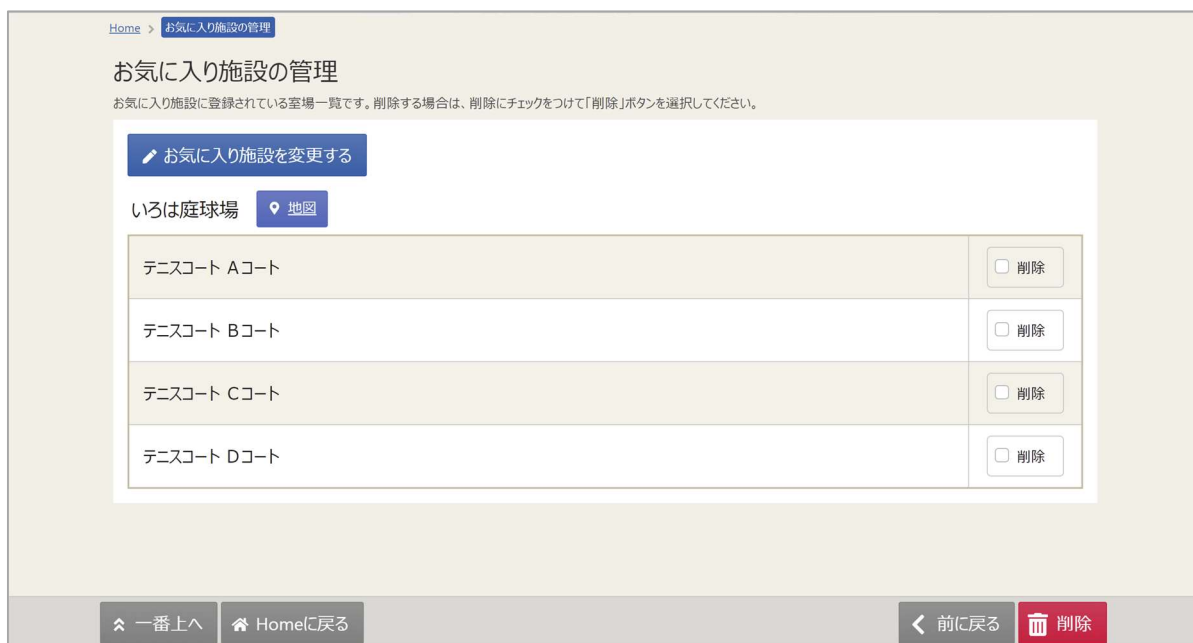 Home > お気に入り施設の管理
お気に入り施設の管理
お気に入り施設に登録されている室場一覧です。削除する場合は、削除にチェックをつけて「削除」ボタンを選択してください。
お気に入り施設を変更する
いろは庭球場 地図
テニスコート Aコート 削除
テニスコート Bコート 削除
テニスコート Cコート 削除
テニスコート Dコート 削除
一番上へ Homeに戻る 前に戻る 削除